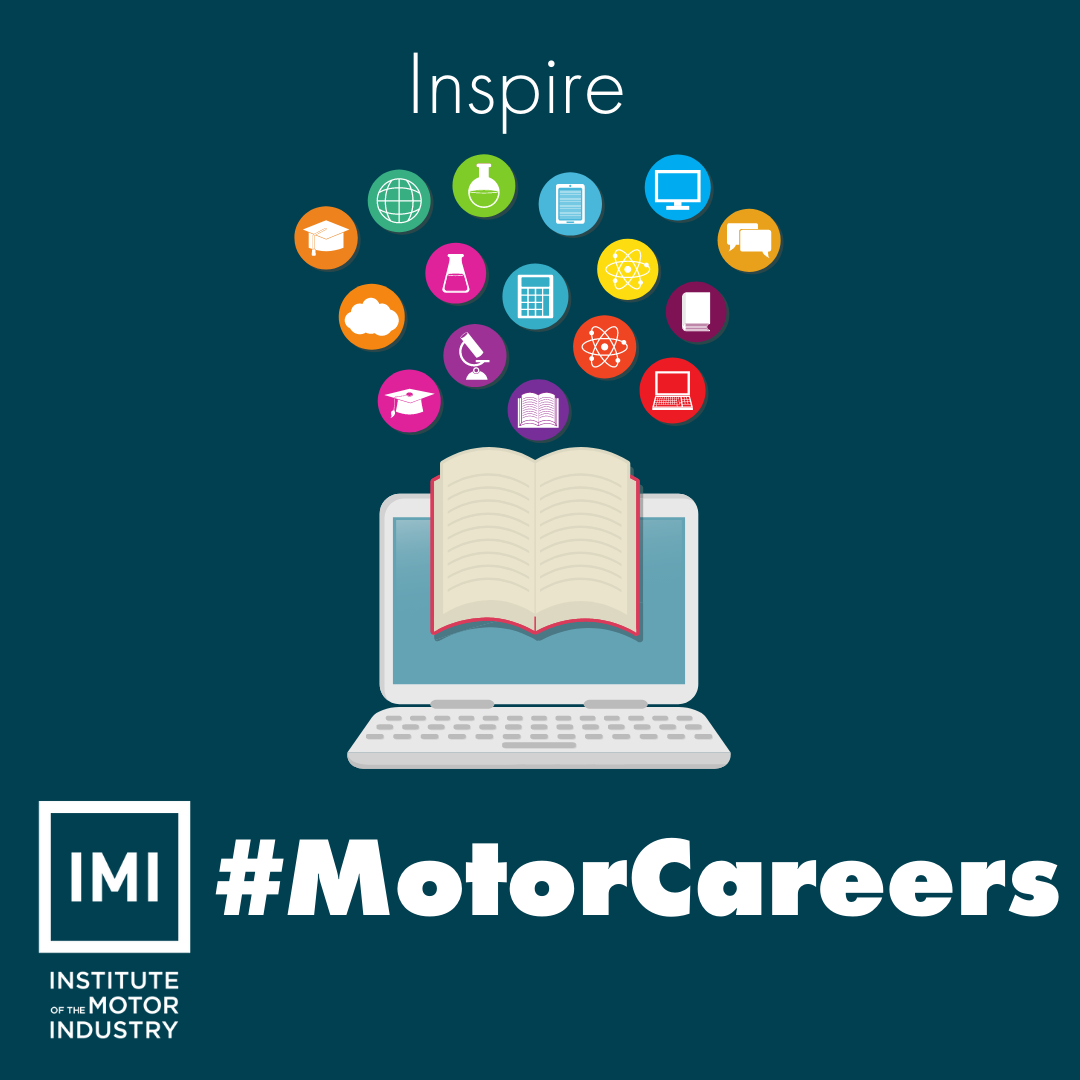 Inspire
IMI
#MotorCareers
INSTITUTE
OF THE MOTOR
INDUSTRY